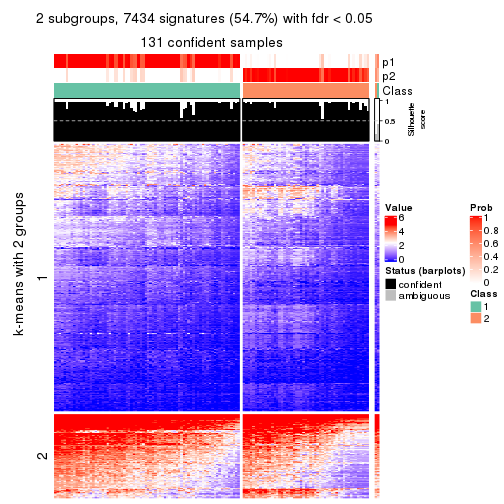 2 subgroups, 7434 signatures (54.7%) with fdr < 0.05
131 confident samples
p1
p2
Class
1
0.5
0
Silhouette
score
k-means with 2 groups
1
2
Value
6
4
2
0
Status (barplots)
confident
ambiguous
Prob
1
0.8
0.6
0.4
0.2
0
Class
1
2